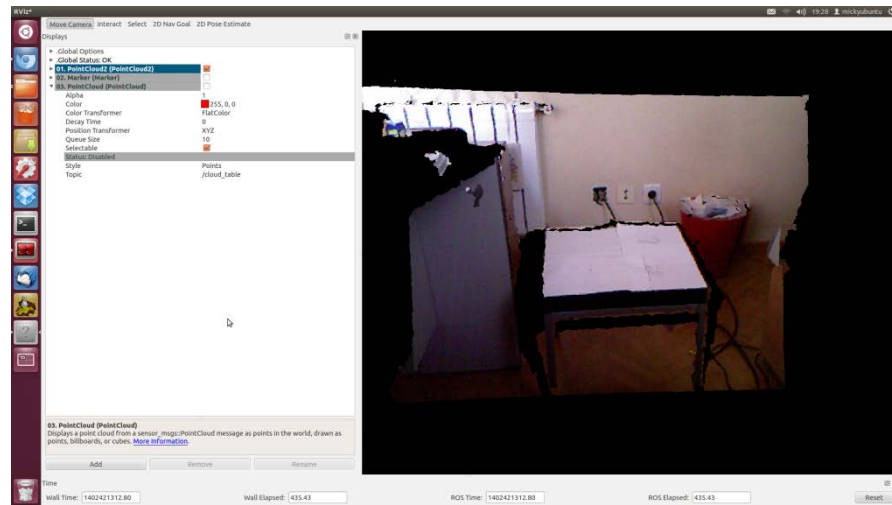 RViz*
19:28 mickyubuntu
Move Camera Interact Select 2D Nav Goal 2D Pose Estimate
Displays
.Global Options
.Global Status: OK
01. PointCloud2 (PointCloud2)
02. Marker (Marker)
03. PointCloud (PointCloud)
Alpha 1
Color 255, 0, 0
Color Transformer FlatColor
Decay Time 0
Position Transformer XYZ
Queue Size 10
Selectable
Status: Disabled
Style Points
Topic /cloud_table
03. PointCloud (PointCloud)
Displays a point cloud from a sensor_msgs::PointCloud message as points in the world, drawn as
points, billboards, or cubes. More Information.
Add Remove Rename
Time
Wall Time: 1402421312.80 Wall Elapsed: 435.43 ROS Time: 1402421312.80 ROS Elapsed: 435.43 Reset